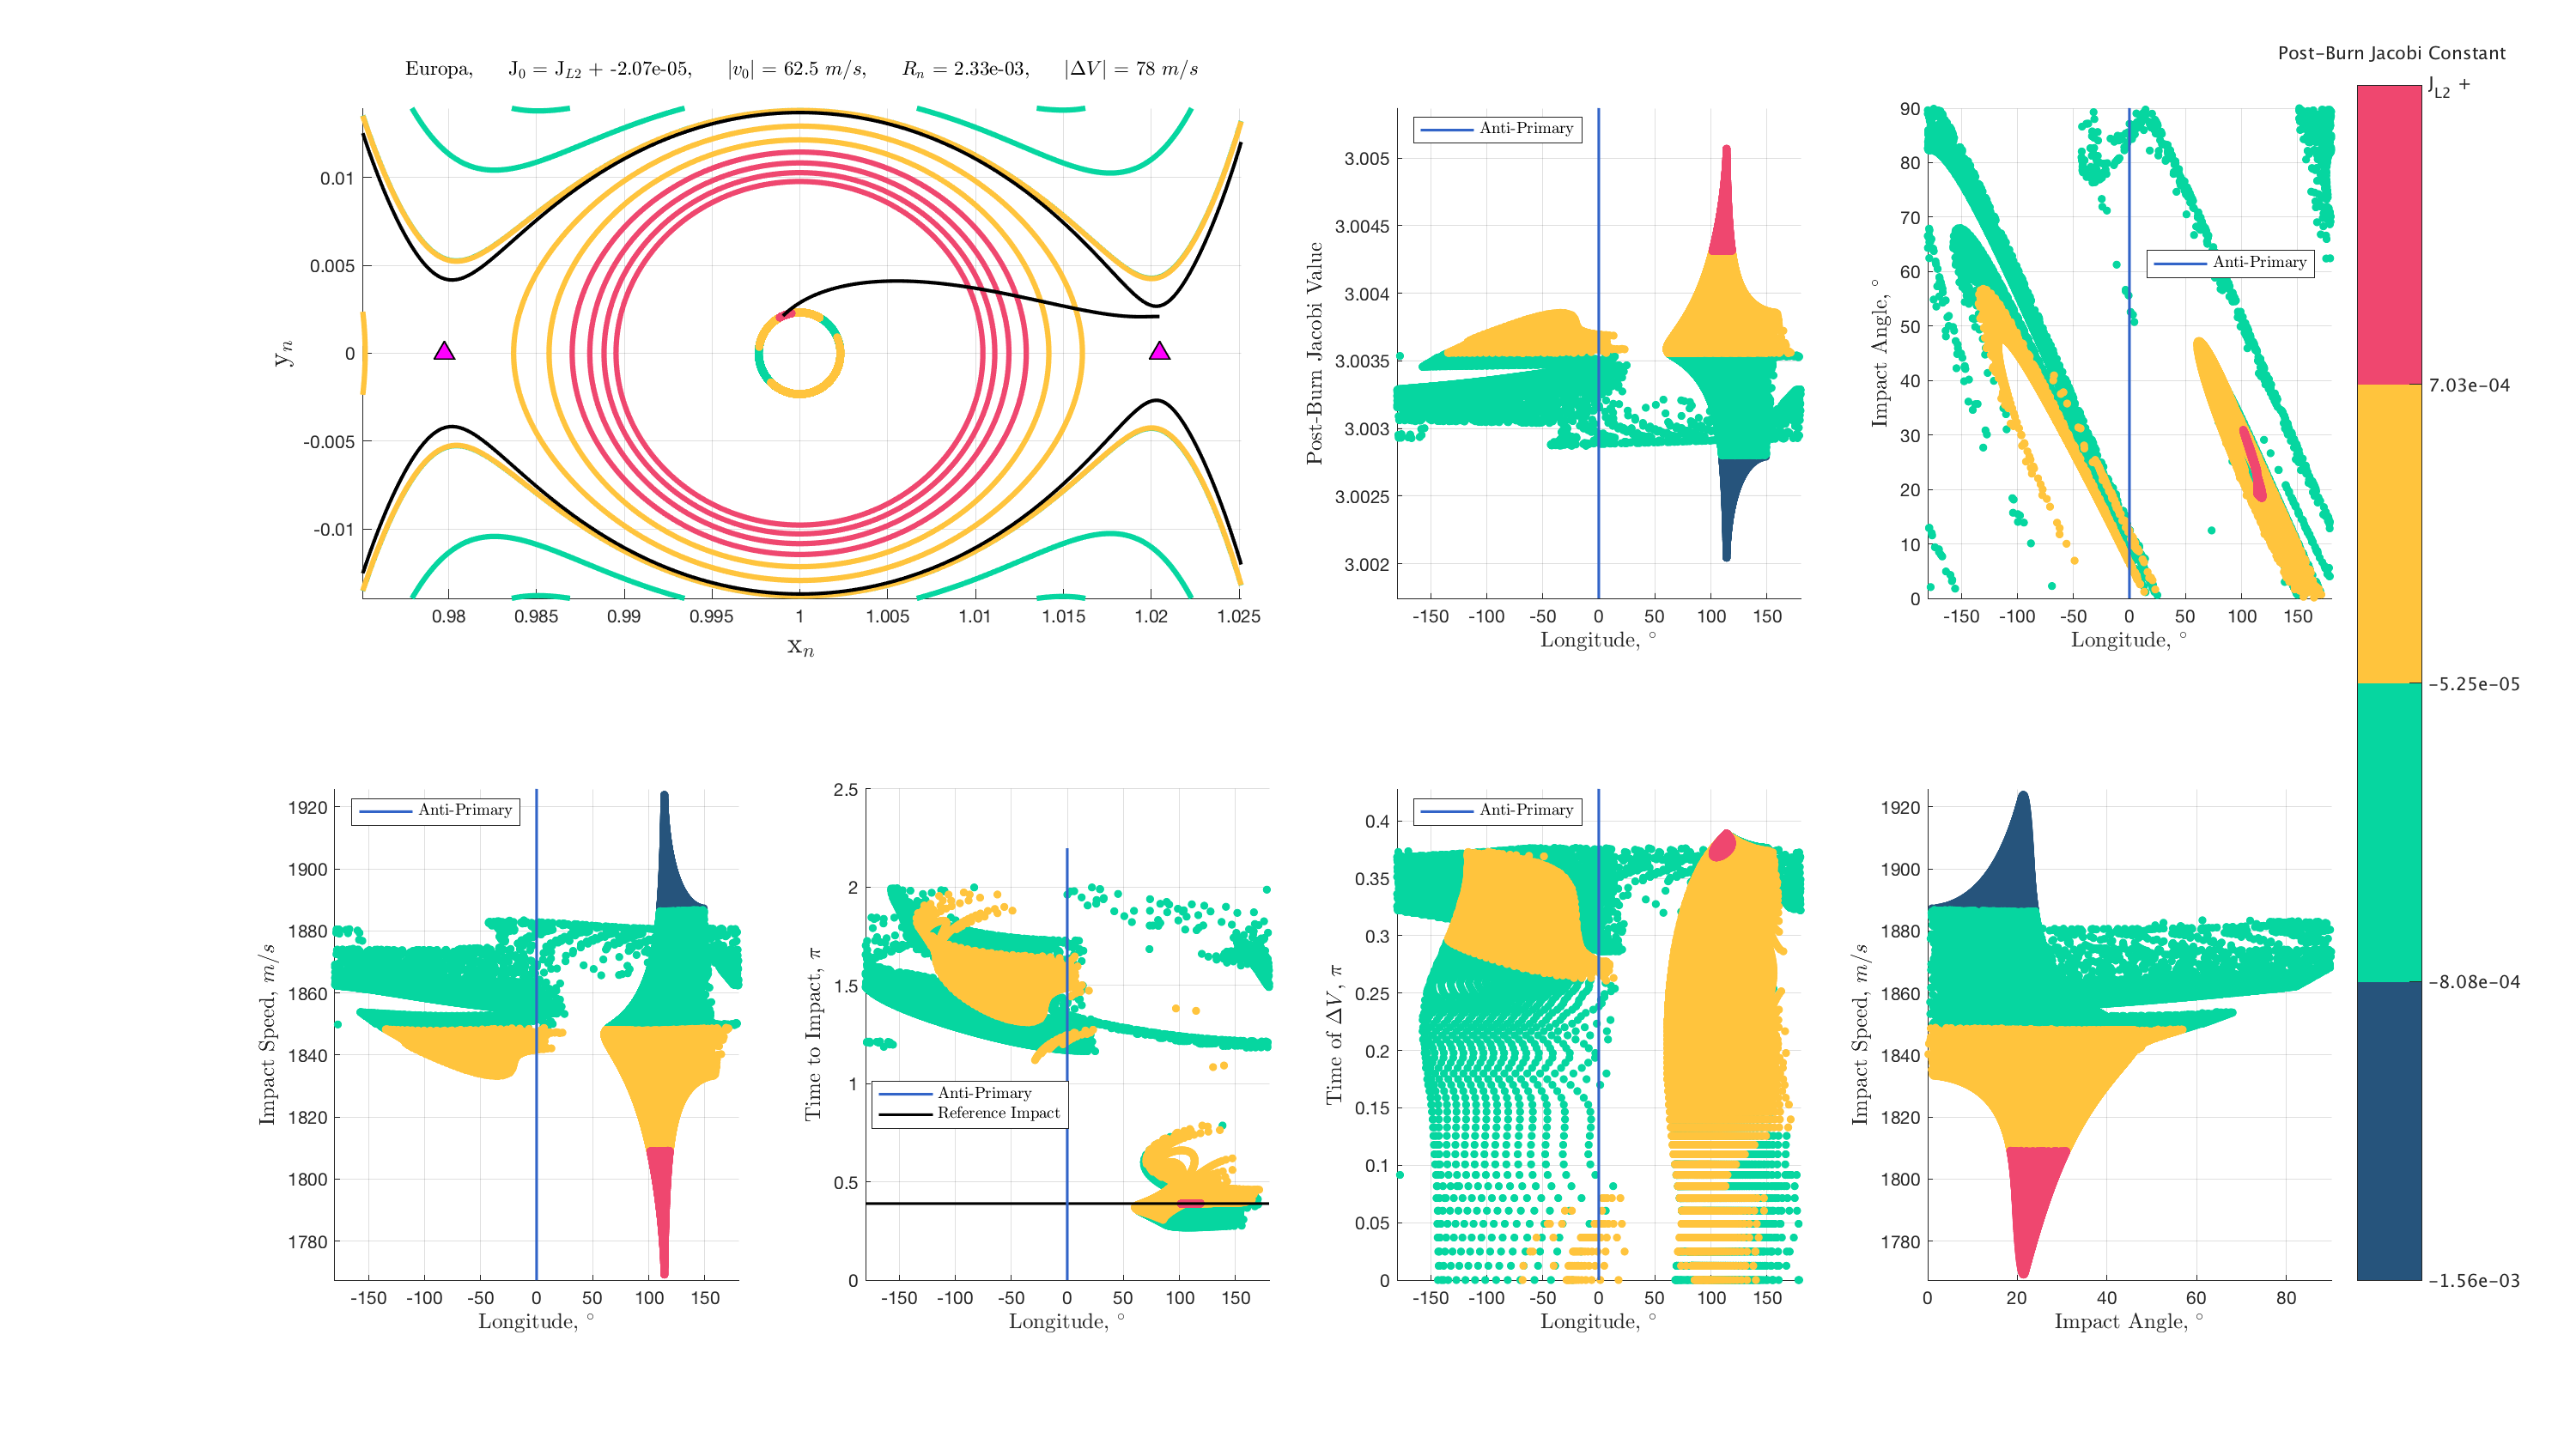 Post-Burn Jacobi Constant
Europa, J0 = JL2 + -2.07e-05, |v0| = 62.5 m/s, Rn = 2.33e-03, |ΔV| = 78 m/s
JL2 +
7.03e-04
-5.25e-05
-8.08e-04
-1.56e-03
yn
0.01
0.005
0
-0.005
-0.01
0.98 0.985 0.99 0.995 1 1.005 1.01 1.015 1.02 1.025
xn
Anti-Primary
Post-Burn Jacobi Value
3.005
3.0045
3.004
3.0035
3.003
3.0025
3.002
-150 -100 -50 0 50 100 150
Longitude, °
Anti-Primary
Impact Angle, °
90
80
70
60
50
40
30
20
10
0
-150 -100 -50 0 50 100 150
Longitude, °
Anti-Primary
Impact Speed, m/s
1920
1900
1880
1860
1840
1820
1800
1780
-150 -100 -50 0 50 100 150
Longitude, °
Time to Impact, π
2.5
2
1.5
1
0.5
0
Anti-Primary
Reference Impact
-150 -100 -50 0 50 100 150
Longitude, °
Anti-Primary
Time of ΔV, π
0.4
0.35
0.3
0.25
0.2
0.15
0.1
0.05
0
-150 -100 -50 0 50 100 150
Longitude, °
Impact Speed, m/s
1920
1900
1880
1860
1840
1820
1800
1780
0 20 40 60 80
Impact Angle, °